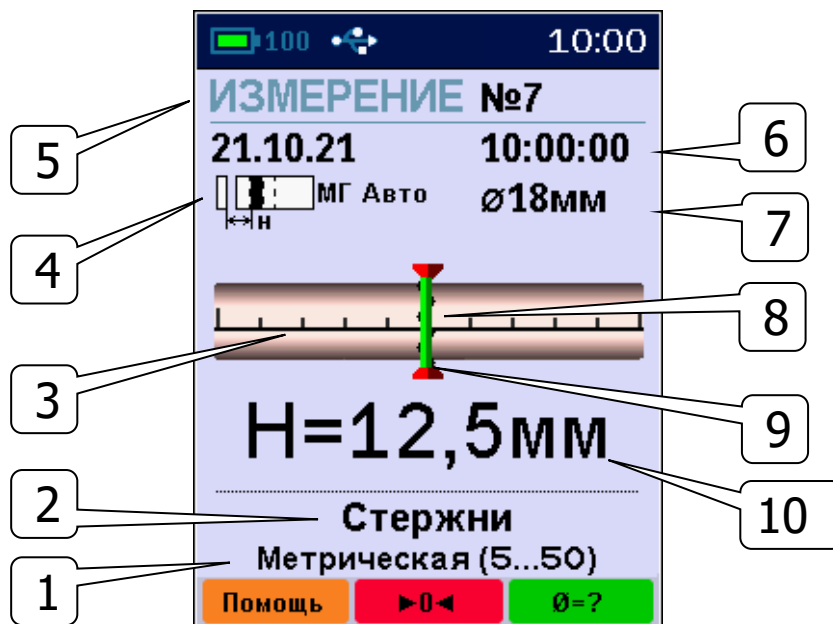 100 10:00
ИЗМЕРЕНИЕ №7
21.10.21 10:00:00
МГ Авто ⌀18мм
H
H=12,5мм
Стержни
Метрическая (5...50)
Помощь ►0◄ Ø=?
5
4
3
2
1
6
7
8
9
10